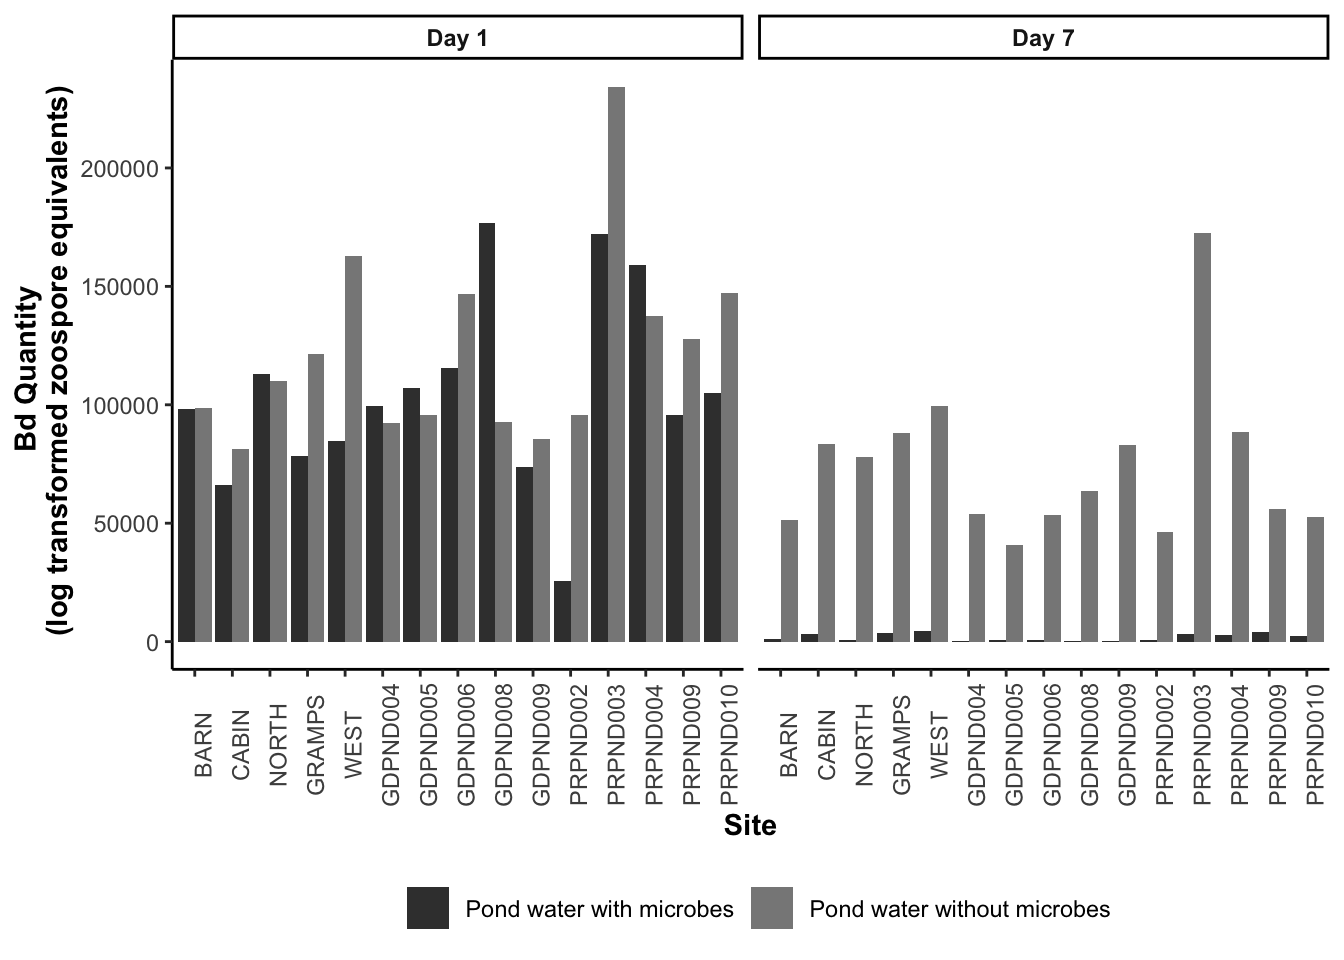 Day 1
Day 7
Bd Quantity
(log transformed zoospore equivalents)
200000
150000
100000
50000
0
BARN
CABIN
NORTH
GRAMPS
WEST
GDPND004
GDPND005
GDPND006
GDPND008
GDPND009
PRPND002
PRPND003
PRPND004
PRPND009
PRPND010
BARN
CABIN
NORTH
GRAMPS
WEST
GDPND004
GDPND005
GDPND006
GDPND008
GDPND009
PRPND002
PRPND003
PRPND004
PRPND009
PRPND010
Site
Pond water with microbes
Pond water without microbes